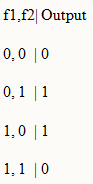 f1,f2| Output
0, 0 | 0
0, 1 | 1
1, 0 | 1
1, 1 | 0